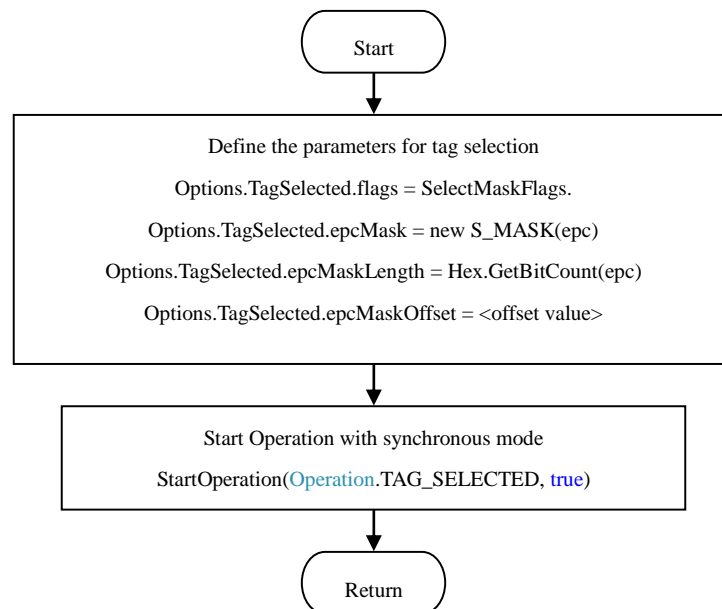 Start
Define the parameters for tag selection
Options.TagSelected.flags = SelectMaskFlags.
Options.TagSelected.epcMask = new S_MASK(epc)
Options.TagSelected.epcMaskLength = Hex.GetBitCount(epc)
Options.TagSelected.epcMaskOffset = <offset value>
Start Operation with synchronous mode
StartOperation(Operation.TAG_SELECTED, true)
Return